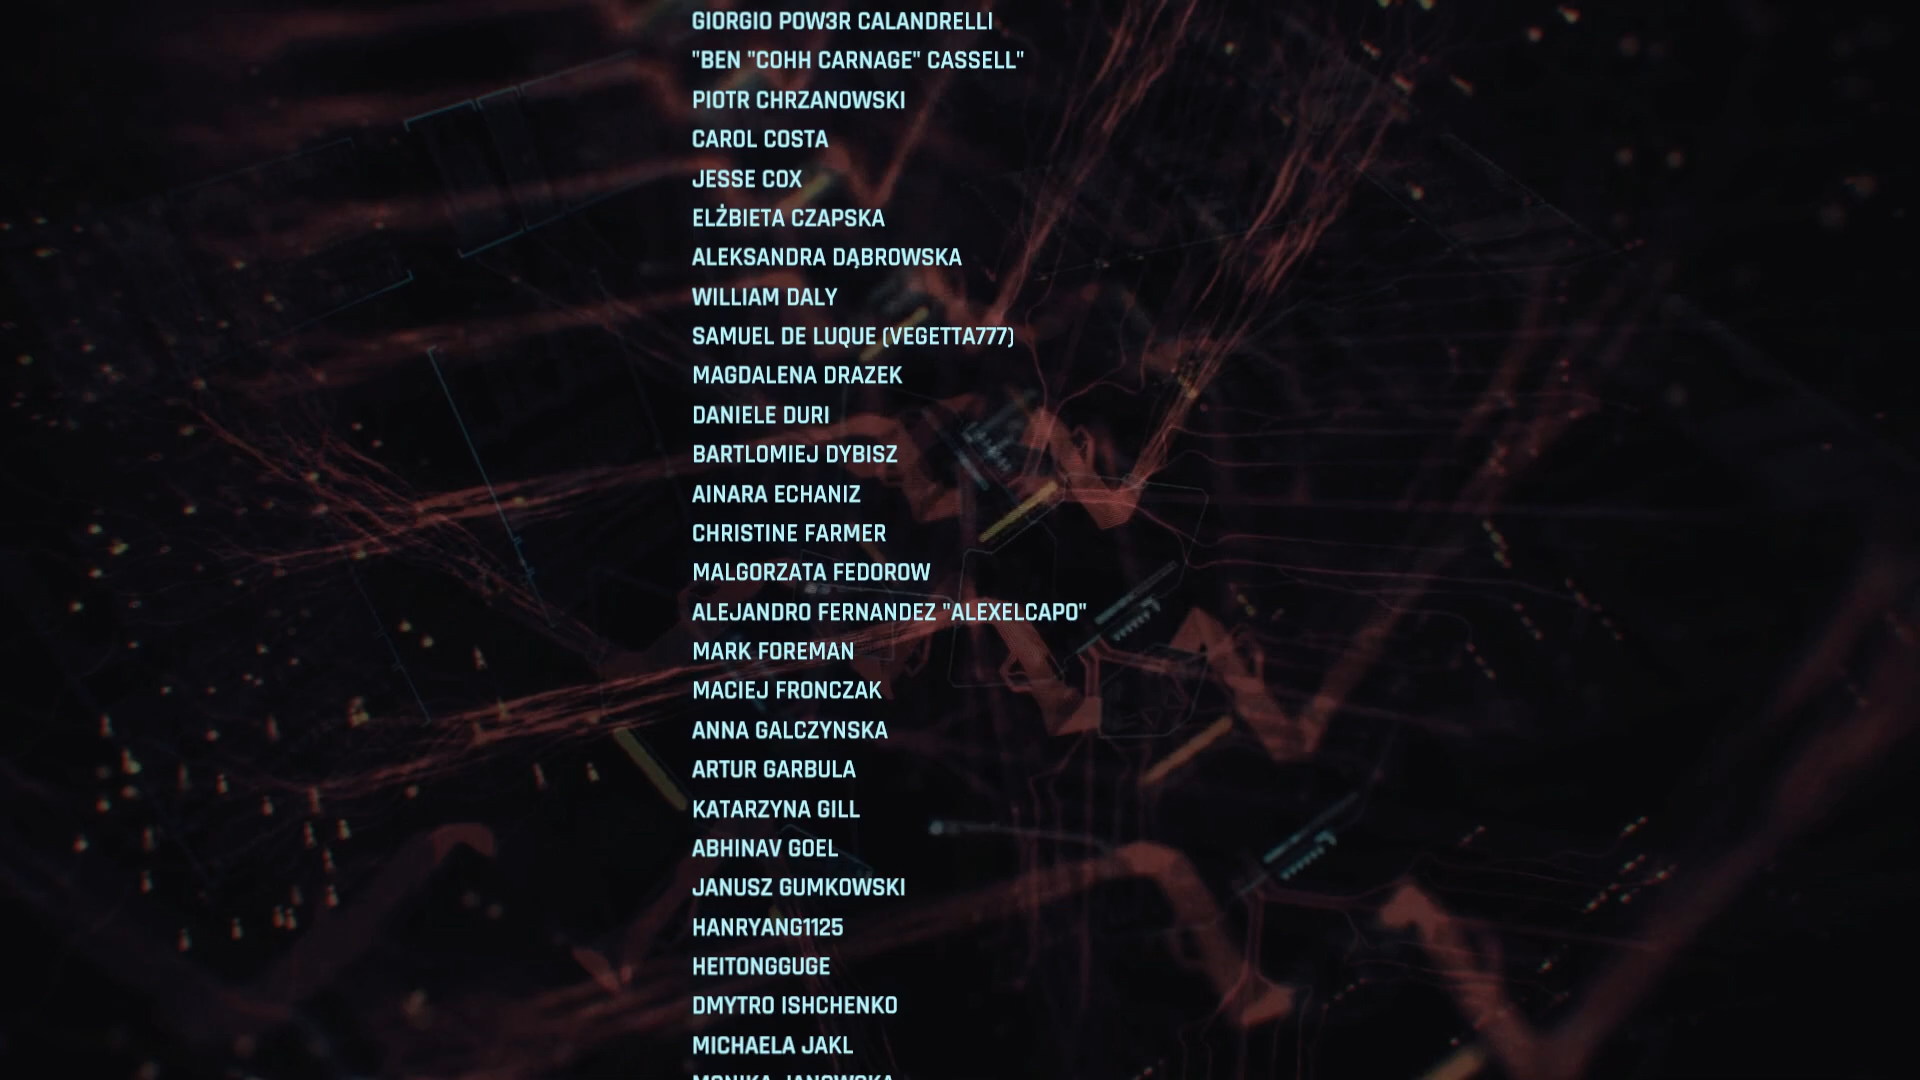 GIORGIO POW3R CALANDRELLI
"BEN "COHH CARNAGE" CASSELL"
PIOTR CHRZANOWSKI
CAROL COSTA
JESSE COX
ELŻBIETA CZAPSKA
ALEKSANDRA DĄBROWSKA
WILLIAM DALY
SAMUEL DE LUQUE (VEGETTA777)
MAGDALENA DRAZEK
DANIELE DURI
BARTLOMIEJ DYBISZ
AINARA ECHANIZ
CHRISTINE FARMER
MALGORZATA FEDOROW
ALEJANDRO FERNANDEZ "ALEXELCAPO"
MARK FOREMAN
MACIEJ FRONCZAK
ANNA GALCZYNSKA
ARTUR GARBULA
KATARZYNA GILL
ABHINAV GOEL
JANUSZ GUMKOWSKI
HANRYANG1125
HEITONGGUGE
DMYTRO ISHCHENKO
MICHAELA JAKL
MONIKA JANOWSKA